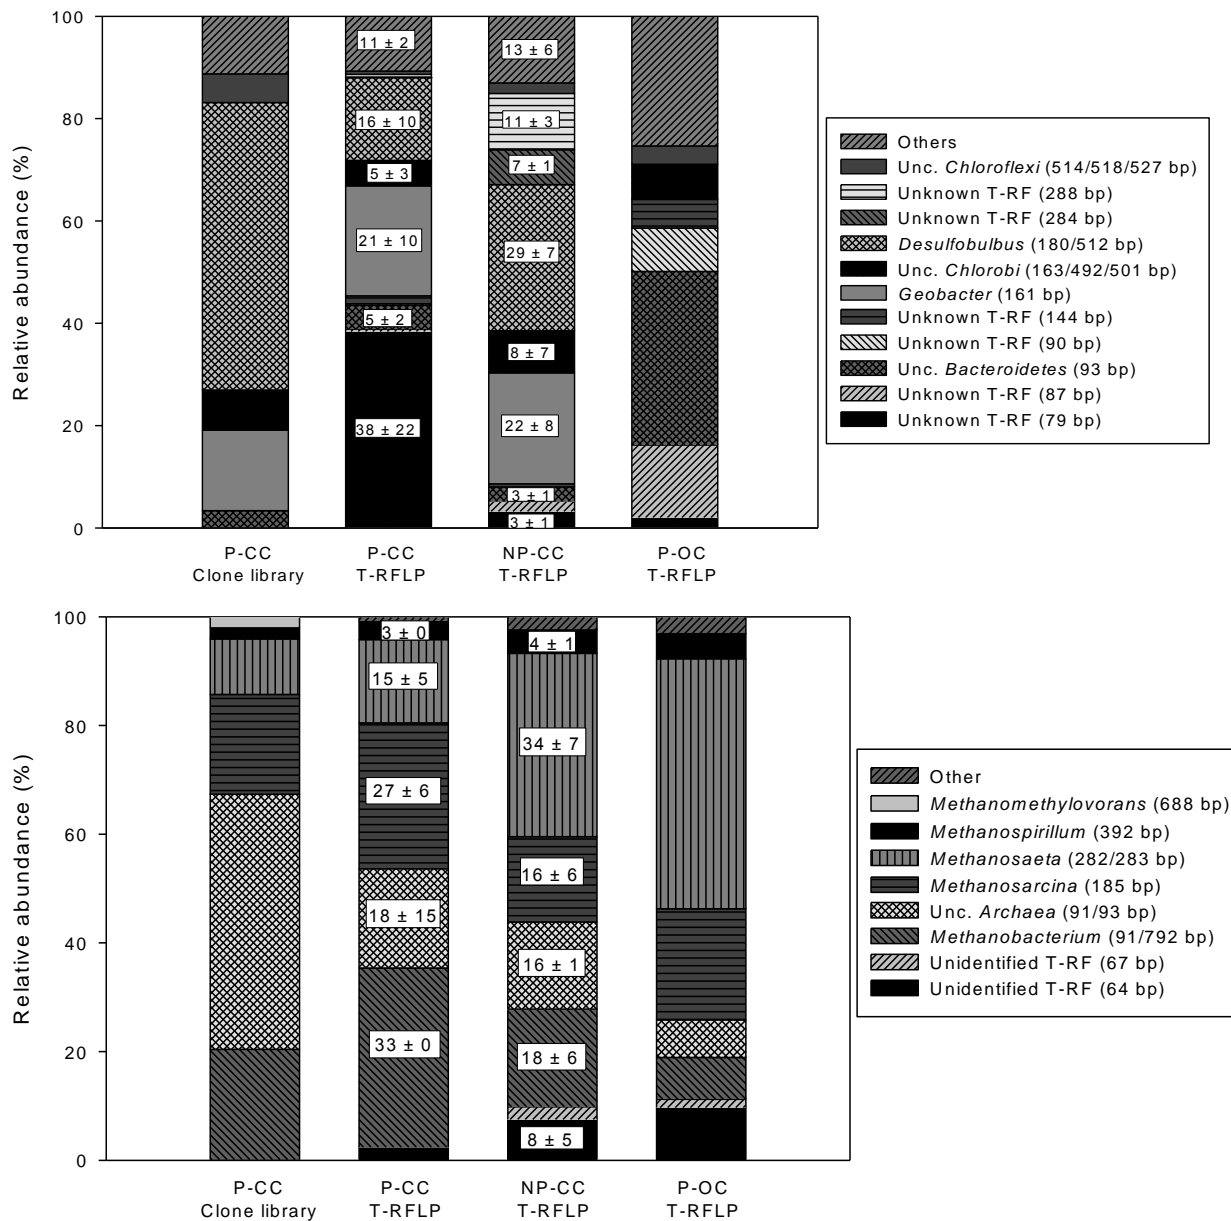 100
80
60
40
20
0
Relative abundance (%)
11 ± 2
16 ± 10
5 ± 3
21 ± 10
5 ± 2
38 ± 22
13 ± 6
11 ± 3
7 ± 1
29 ± 7
8 ± 7
22 ± 8
3 ± 1
3 ± 1
P-CC
Clone library
P-CC
T-RFLP
NP-CC
T-RFLP
P-OC
T-RFLP
Others
Unc. Chloroflexi (514/518/527 bp)
Unknown T-RF (288 bp)
Unknown T-RF (284 bp)
Desulfobulbus (180/512 bp)
Unc. Chlorobi (163/492/501 bp)
Geobacter (161 bp)
Unknown T-RF (144 bp)
Unknown T-RF (90 bp)
Unc. Bacteroidetes (93 bp)
Unknown T-RF (87 bp)
Unknown T-RF (79 bp)
100
80
60
40
20
0
Relative abundance (%)
3 ± 0
15 ± 5
27 ± 6
18 ± 15
33 ± 0
4 ± 1
34 ± 7
16 ± 6
16 ± 1
18 ± 6
8 ± 5
P-CC
Clone library
P-CC
T-RFLP
NP-CC
T-RFLP
P-OC
T-RFLP
Other
Methanomethylovorans (688 bp)
Methanospirillum (392 bp)
Methanosaeta (282/283 bp)
Methanosarcina (185 bp)
Unc. Archaea (91/93 bp)
Methanobacterium (91/792 bp)
Unidentified T-RF (67 bp)
Unidentified T-RF (64 bp)